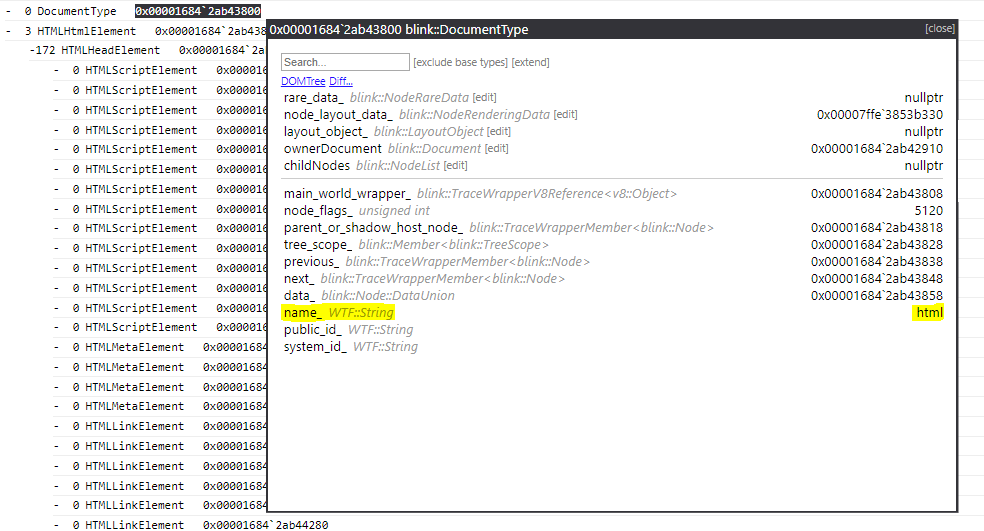 - 0 DocumentType 0x00001684`2ab43800
- 3 HTMLHtmlElement 0x00001684`2ab438
-172 HTMLHeadElement 0x00001684`2a
- 0 HTMLScriptElement 0x000016
- 0 HTMLScriptElement 0x000016
- 0 HTMLScriptElement 0x000016
- 0 HTMLScriptElement 0x000016
- 0 HTMLScriptElement 0x000016
- 0 HTMLScriptElement 0x000016
- 0 HTMLScriptElement 0x000016
- 0 HTMLScriptElement 0x000016
- 0 HTMLScriptElement 0x000016
- 0 HTMLScriptElement 0x000016
- 0 HTMLScriptElement 0x000016
- 0 HTMLScriptElement 0x000016
- 0 HTMLScriptElement 0x000016
- 0 HTMLScriptElement 0x000016
- 0 HTMLMetaElement 0x00001684
- 0 HTMLMetaElement 0x00001684
- 0 HTMLMetaElement 0x00001684
- 0 HTMLMetaElement 0x00001684
- 0 HTMLLinkElement 0x00001684
- 0 HTMLLinkElement 0x00001684
- 0 HTMLLinkElement 0x00001684
- 0 HTMLLinkElement 0x00001684
- 0 HTMLLinkElement 0x00001684
- 0 HTMLLinkElement 0x00001684`2ab44280
0x00001684`2ab43800 blink::DocumentType [close]
Search... [exclude base types] [extend]
DOMTree Diff...
rare_data_ blink::NodeRareData [edit] nullptr
node_layout_data_ blink::NodeRenderingData [edit] 0x00007ffe`3853b330
layout_object_ blink::LayoutObject [edit] nullptr
ownerDocument blink::Document [edit] 0x00001684`2ab42910
childNodes blink::NodeList [edit] nullptr
main_world_wrapper_ blink::TraceWrapperV8Reference<v8::Object> 0x00001684`2ab43808
node_flags_ unsigned int 5120
parent_or_shadow_host_node_ blink::TraceWrapperMember<blink::Node> 0x00001684`2ab43818
tree_scope_ blink::Member<blink::TreeScope> 0x00001684`2ab43828
previous_ blink::TraceWrapperMember<blink::Node> 0x00001684`2ab43838
next_ blink::TraceWrapperMember<blink::Node> 0x00001684`2ab43848
data_ blink::Node::DataUnion 0x00001684`2ab43858
name_ WTF::String html
public_id_ WTF::String
system_id_ WTF::String